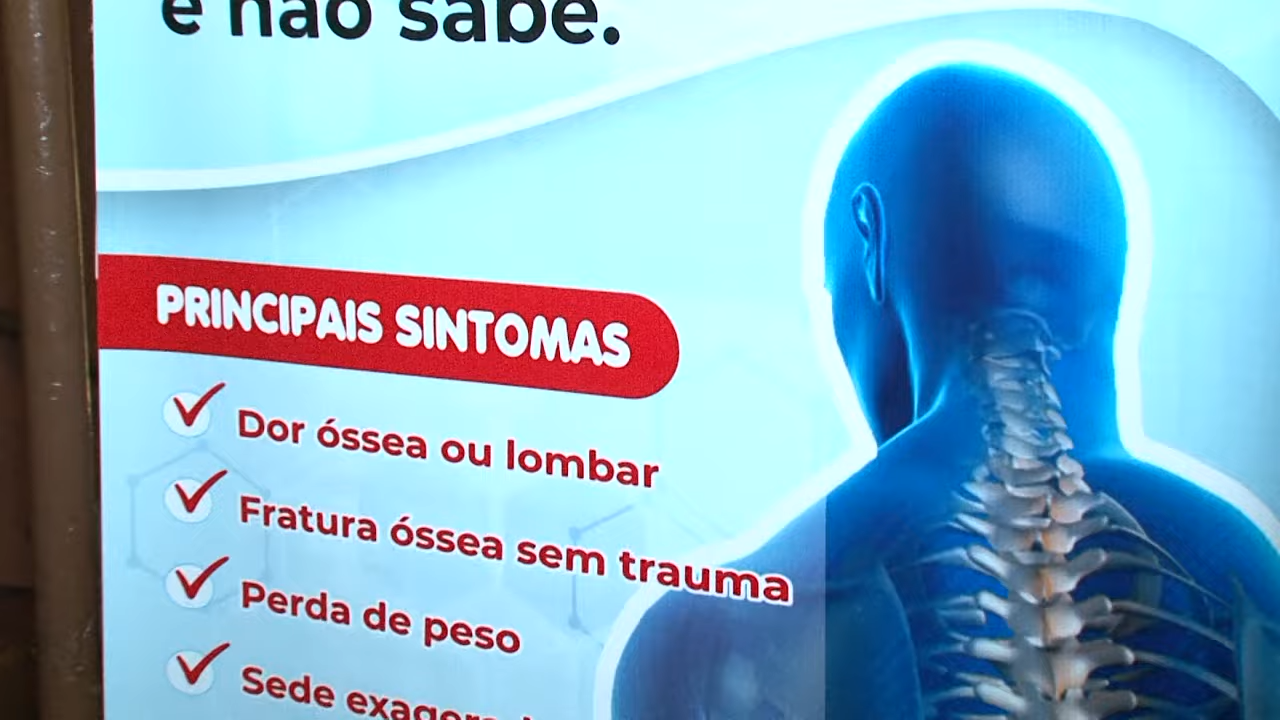 e não sabe.
PRINCIPAIS SINTOMAS
Dor óssea ou lombar
Fratura óssea sem trauma
Perda de peso
Sede